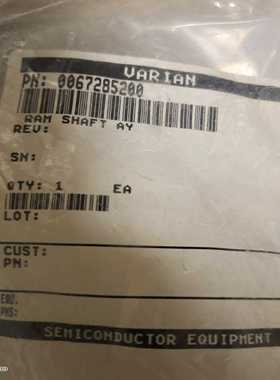 VARIAN
PN: 0067285200
RAM SHAFT AY
REV:
SN:
QTY: 1 EA
LOT:
CUST:
PN:
SEMICONDUCTOR EQUIPMENT